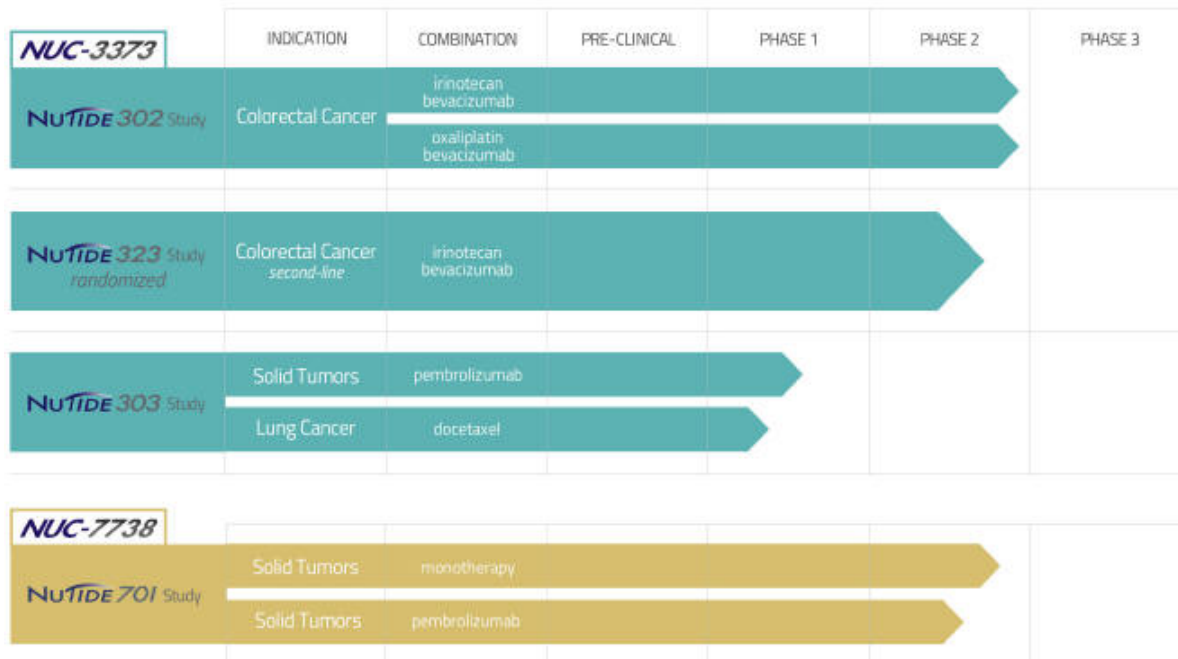 INDICATION COMBINATION PRE-CLINICAL PHASE 1 PHASE 2 PHASE 3
NUC-3373
NUTIDE 302 Study
Colorectal Cancer
irinotecan
bevacizumab
oxaliplatin
bevacizumab
NUTIDE 323 Study
randomized
Colorectal Cancer
second-line
irinotecan
bevacizumab
NUTIDE 303 Study
Solid Tumors
pembrolizumab
Lung Cancer
docetaxel
NUC-7738
NUTIDE 701 Study
Solid Tumors
monotherapy
Solid Tumors
pembrolizumab